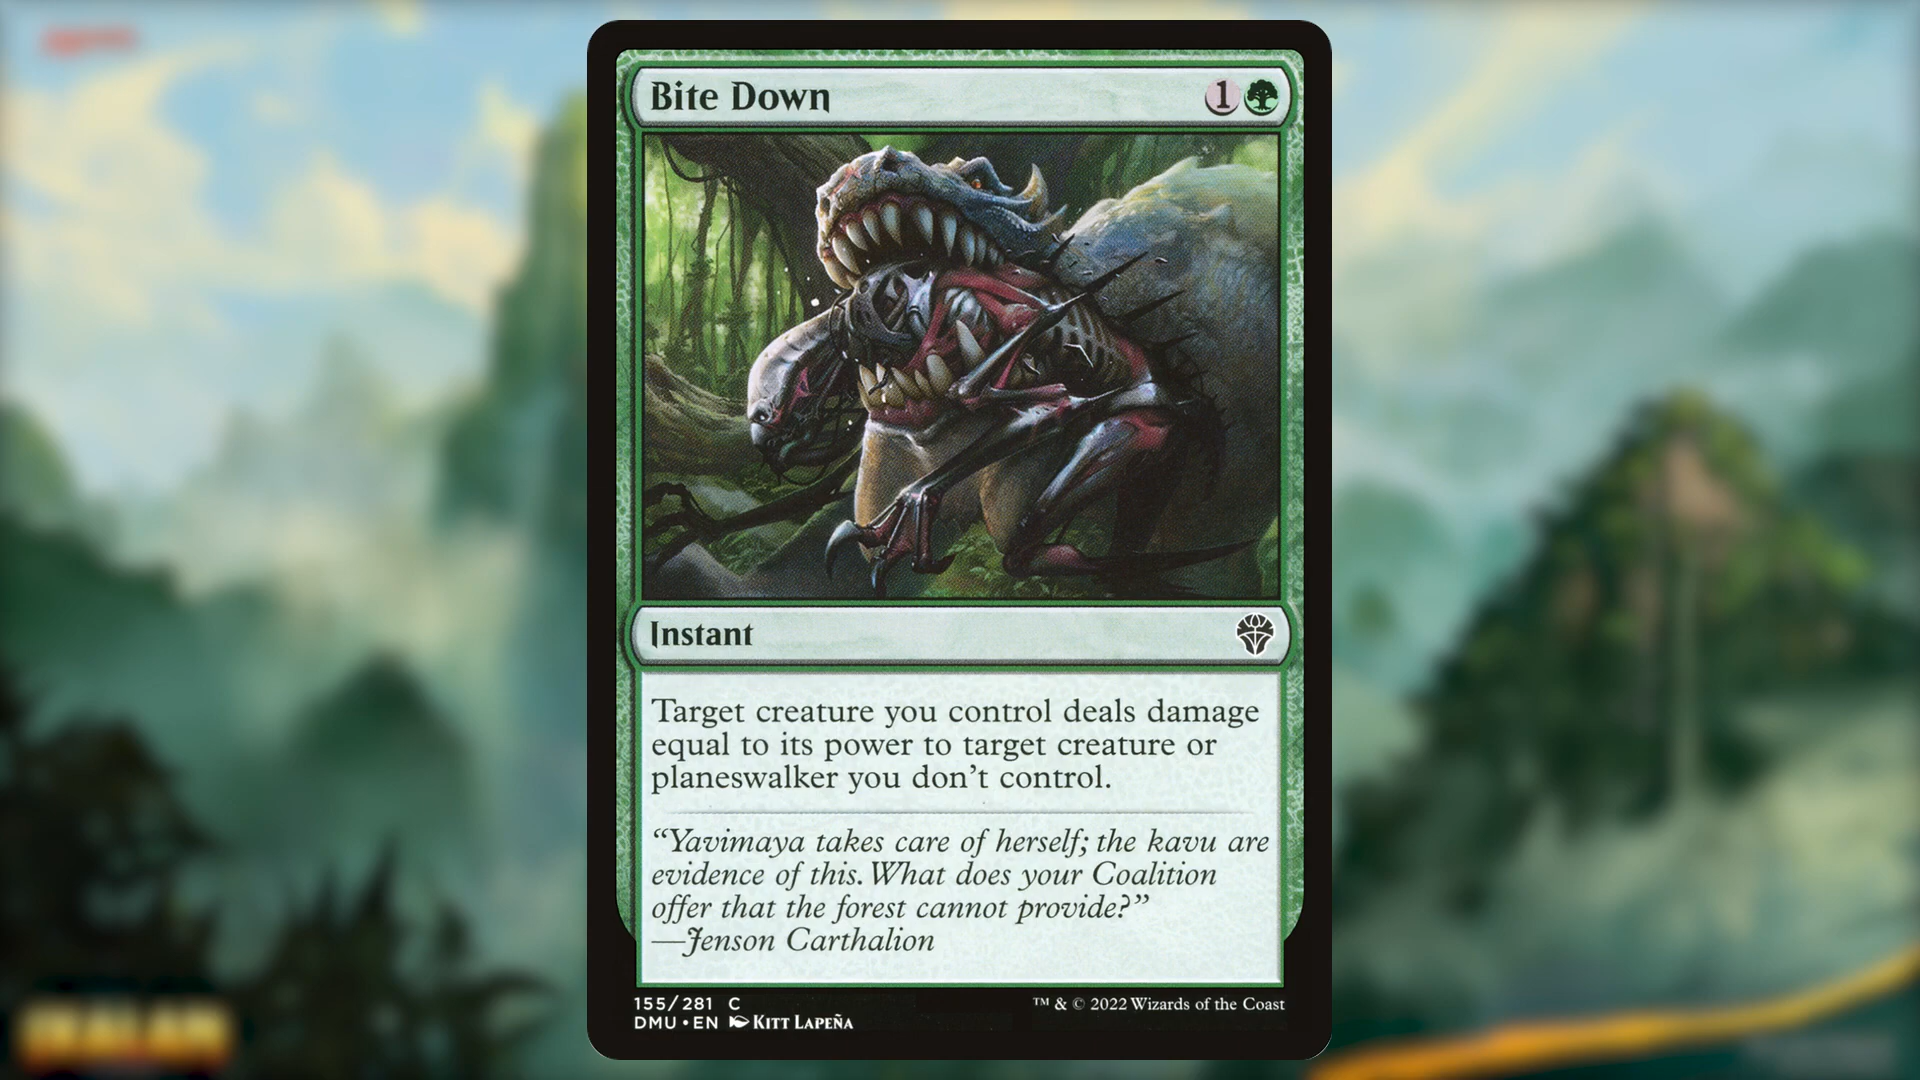 Bite Down
1
Instant
Target creature you control deals damage
equal to its power to target creature or
planeswalker you don't control.
“Yavimaya takes care of herself; the kavu are
evidence of this. What does your Coalition
offer that the forest cannot provide?”
—Jenson Carthalion
155/281 C
™ & © 2022 Wizards of the Coast
DMU • EN Kitt Lapeña